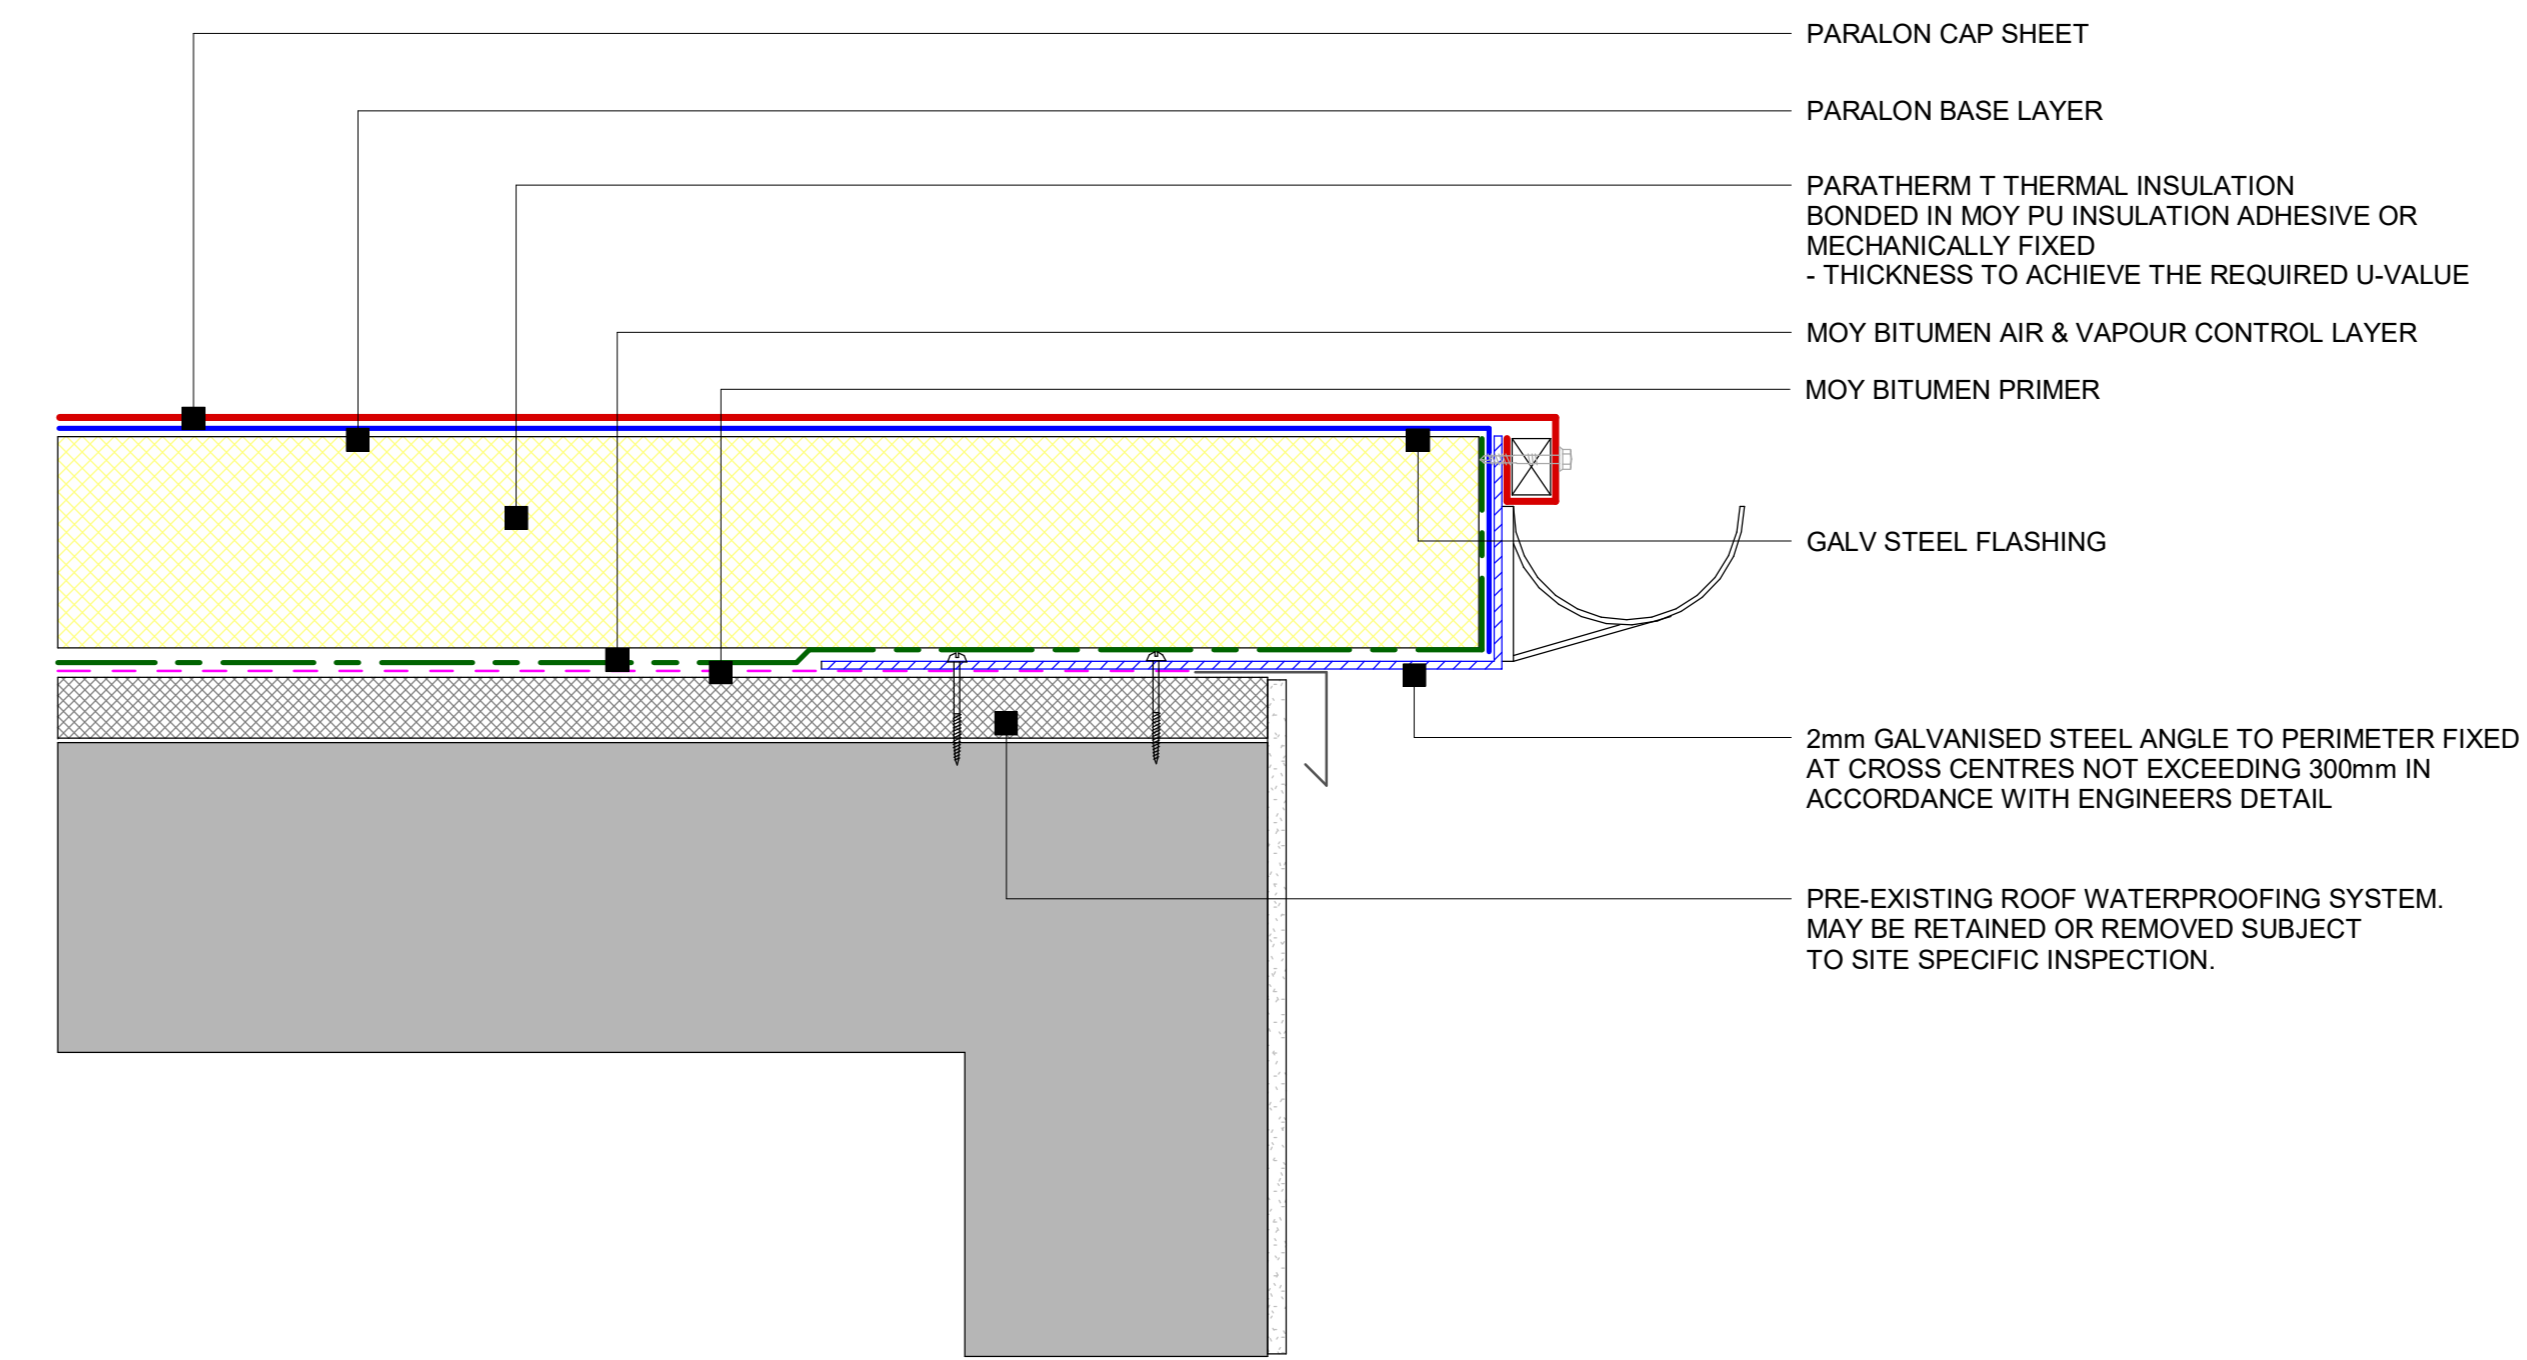 PARALON CAP SHEET
PARALON BASE LAYER
PARATHERM T THERMAL INSULATION
BONDED IN MOY PU INSULATION ADHESIVE OR
MECHANICALLY FIXED
- THICKNESS TO ACHIEVE THE REQUIRED U-VALUE
MOY BITUMEN AIR & VAPOUR CONTROL LAYER
MOY BITUMEN PRIMER
GALV STEEL FLASHING
2mm GALVANISED STEEL ANGLE TO PERIMETER FIXED
AT CROSS CENTRES NOT EXCEEDING 300mm IN
ACCORDANCE WITH ENGINEERS DETAIL
PRE-EXISTING ROOF WATERPROOFING SYSTEM.
MAY BE RETAINED OR REMOVED SUBJECT
TO SITE SPECIFIC INSPECTION.